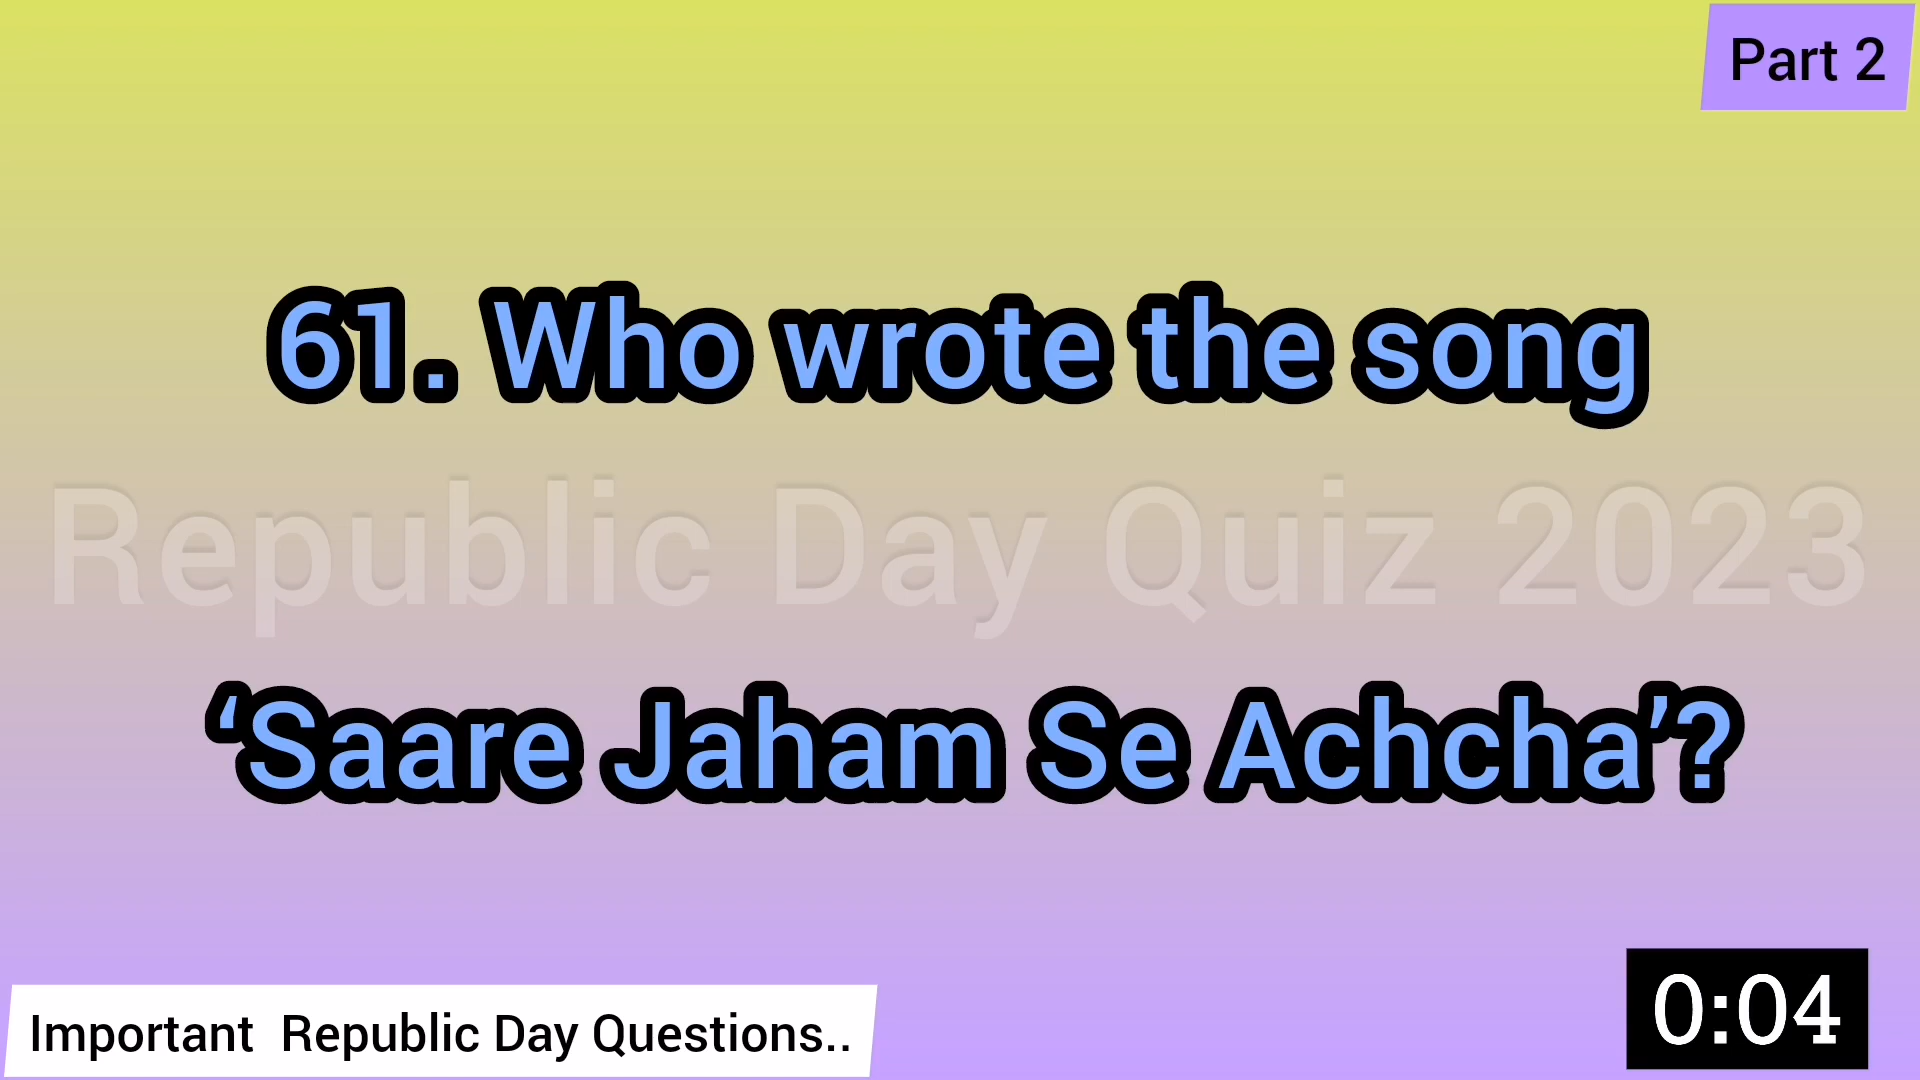 Part 2
61. Who wrote the song
Republic Day Quiz 2023
‘Saare Jaham Se Achcha’?
Important  Republic Day Questions..
0:04